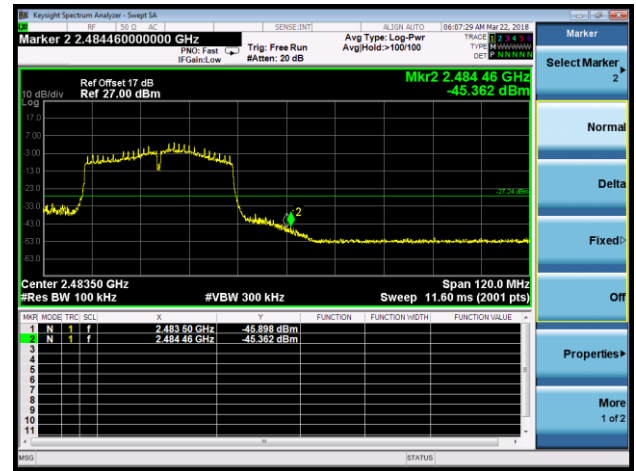 Keysight Spectrum Analyzer - Swept SA
RF 50 Ω AC SENSE:INT ALIGN AUTO 06:07:29 AM Mar 22, 2018
Marker 2 2.484460000000 GHz
PNO: Fast
IFGain:Low
Trig: Free Run
#Atten: 20 dB
Avg Type: Log-Pwr
Avg|Hold:>100/100
TRACE 1 2 3 4 5 6
TYPE M WWWWW
DET P N N N N N
Marker
Select Marker
2
Normal
Delta
Fixed
Off
Properties
More
1 of 2
Ref Offset 17 dB
10 dB/div Ref 27.00 dBm
Log
Mkr2 2.484 46 GHz
-45.362 dBm
17.0
7.00
-3.00
-13.0
-23.0
-27.24 dBm
-33.0
2
-43.0
-53.0
-63.0
Center 2.48350 GHz Span 120.0 MHz
#Res BW 100 kHz #VBW 300 kHz Sweep 11.60 ms (2001 pts)
MKR MODE TRC SCL X Y FUNCTION FUNCTION WIDTH FUNCTION VALUE
1 N 1 f 2.483 50 GHz -45.898 dBm
2 N 1 f 2.484 46 GHz -45.362 dBm
3
4
5
6
7
8
9
10
11
MSG STATUS